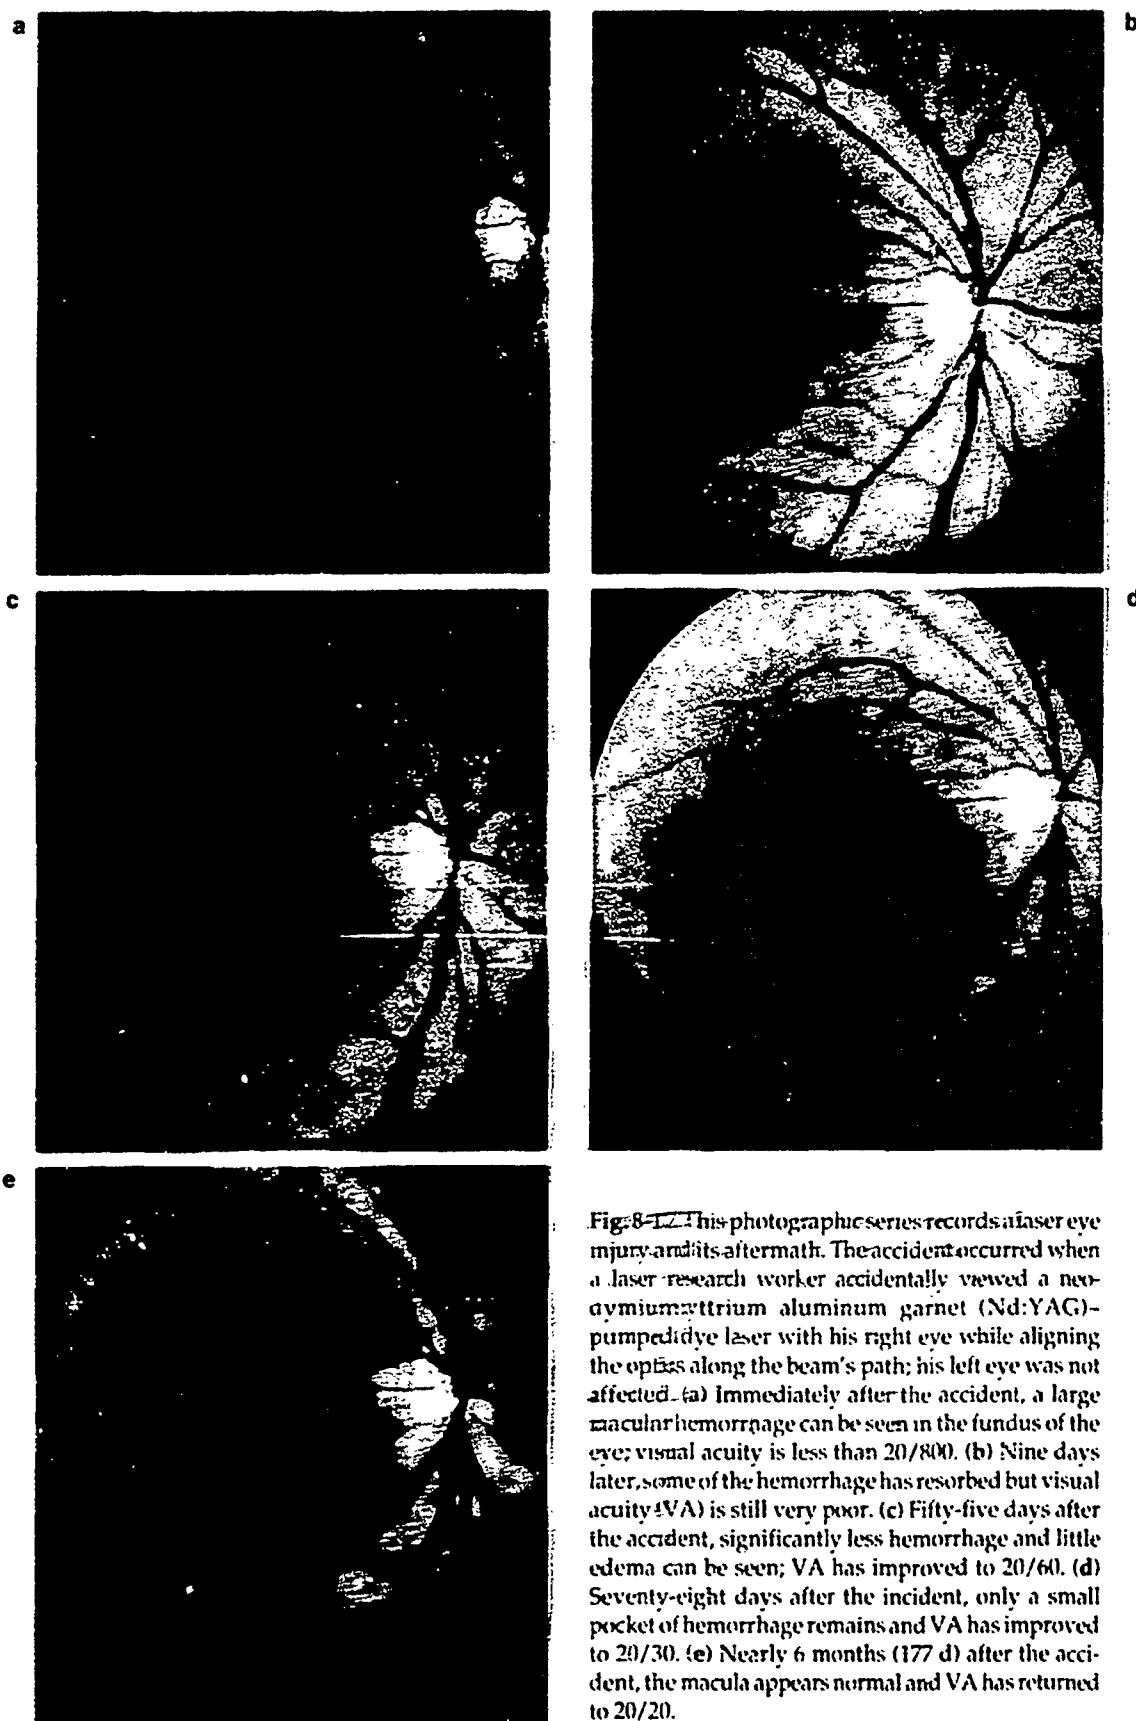 a
b
c
d
e
Fig. 8-12. This photographic series records a laser eye
injury and its aftermath. The accident occurred when
a laser research worker accidentally viewed a neo-
dymium:yttrium aluminum garnet (Nd:YAG)-
pumped dye laser with his right eye while aligning
the optics along the beam's path; his left eye was not
affected. (a) Immediately after the accident, a large
macular hemorrhage can be seen in the fundus of the
eye; visual acuity is less than 20/800. (b) Nine days
later, some of the hemorrhage has resorbed but visual
acuity (VA) is still very poor. (c) Fifty-five days after
the accident, significantly less hemorrhage and little
edema can be seen; VA has improved to 20/60. (d)
Seventy-eight days after the incident, only a small
pocket of hemorrhage remains and VA has improved
to 20/30. (e) Nearly 6 months (177 d) after the acci-
dent, the macula appears normal and VA has returned
to 20/20.